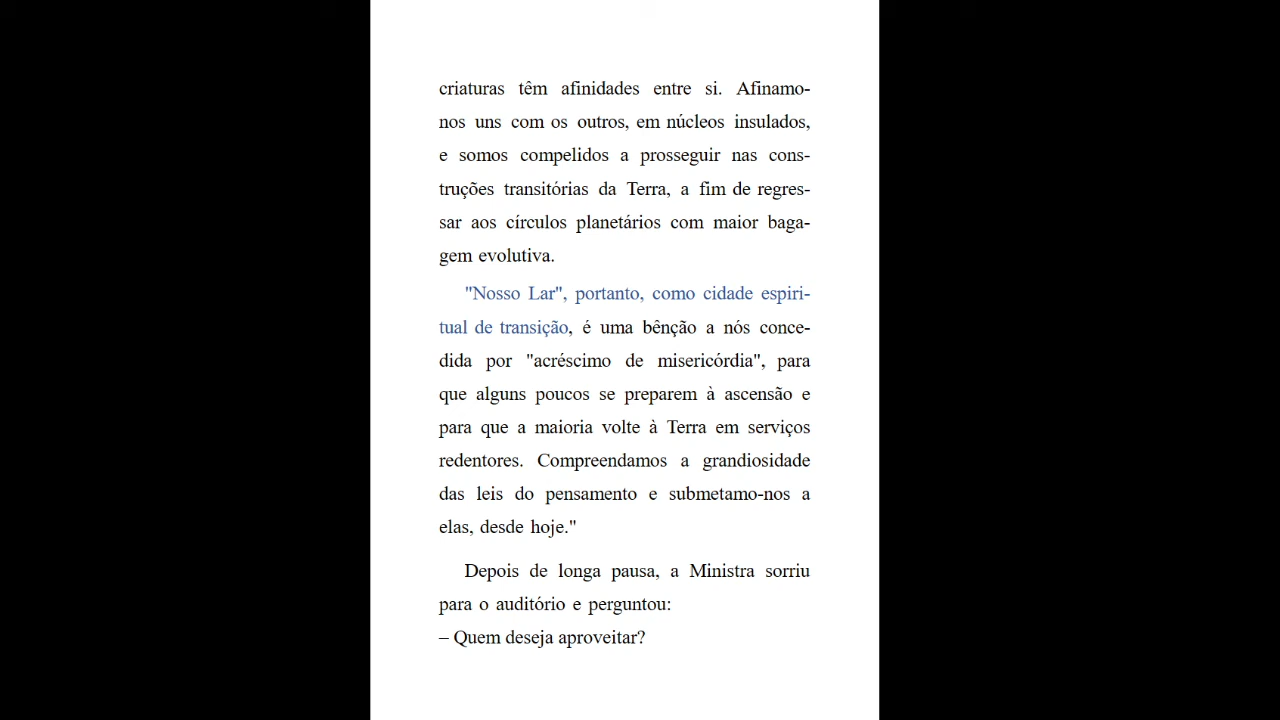 criaturas têm afinidades entre si. Afinamo-
nos uns com os outros, em núcleos insulados,
e somos compelidos a prosseguir nas cons-
truções transitórias da Terra, a fim de regres-
sar aos círculos planetários com maior baga-
gem evolutiva.
"Nosso Lar", portanto, como cidade espiri-
tual de transição, é uma bênção a nós conce-
dida por "acréscimo de misericórdia", para
que alguns poucos se preparem à ascensão e
para que a maioria volte à Terra em serviços
redentores. Compreendamos a grandiosidade
das leis do pensamento e submetamo-nos a
elas, desde hoje."
Depois de longa pausa, a Ministra sorriu
para o auditório e perguntou:
– Quem deseja aproveitar?